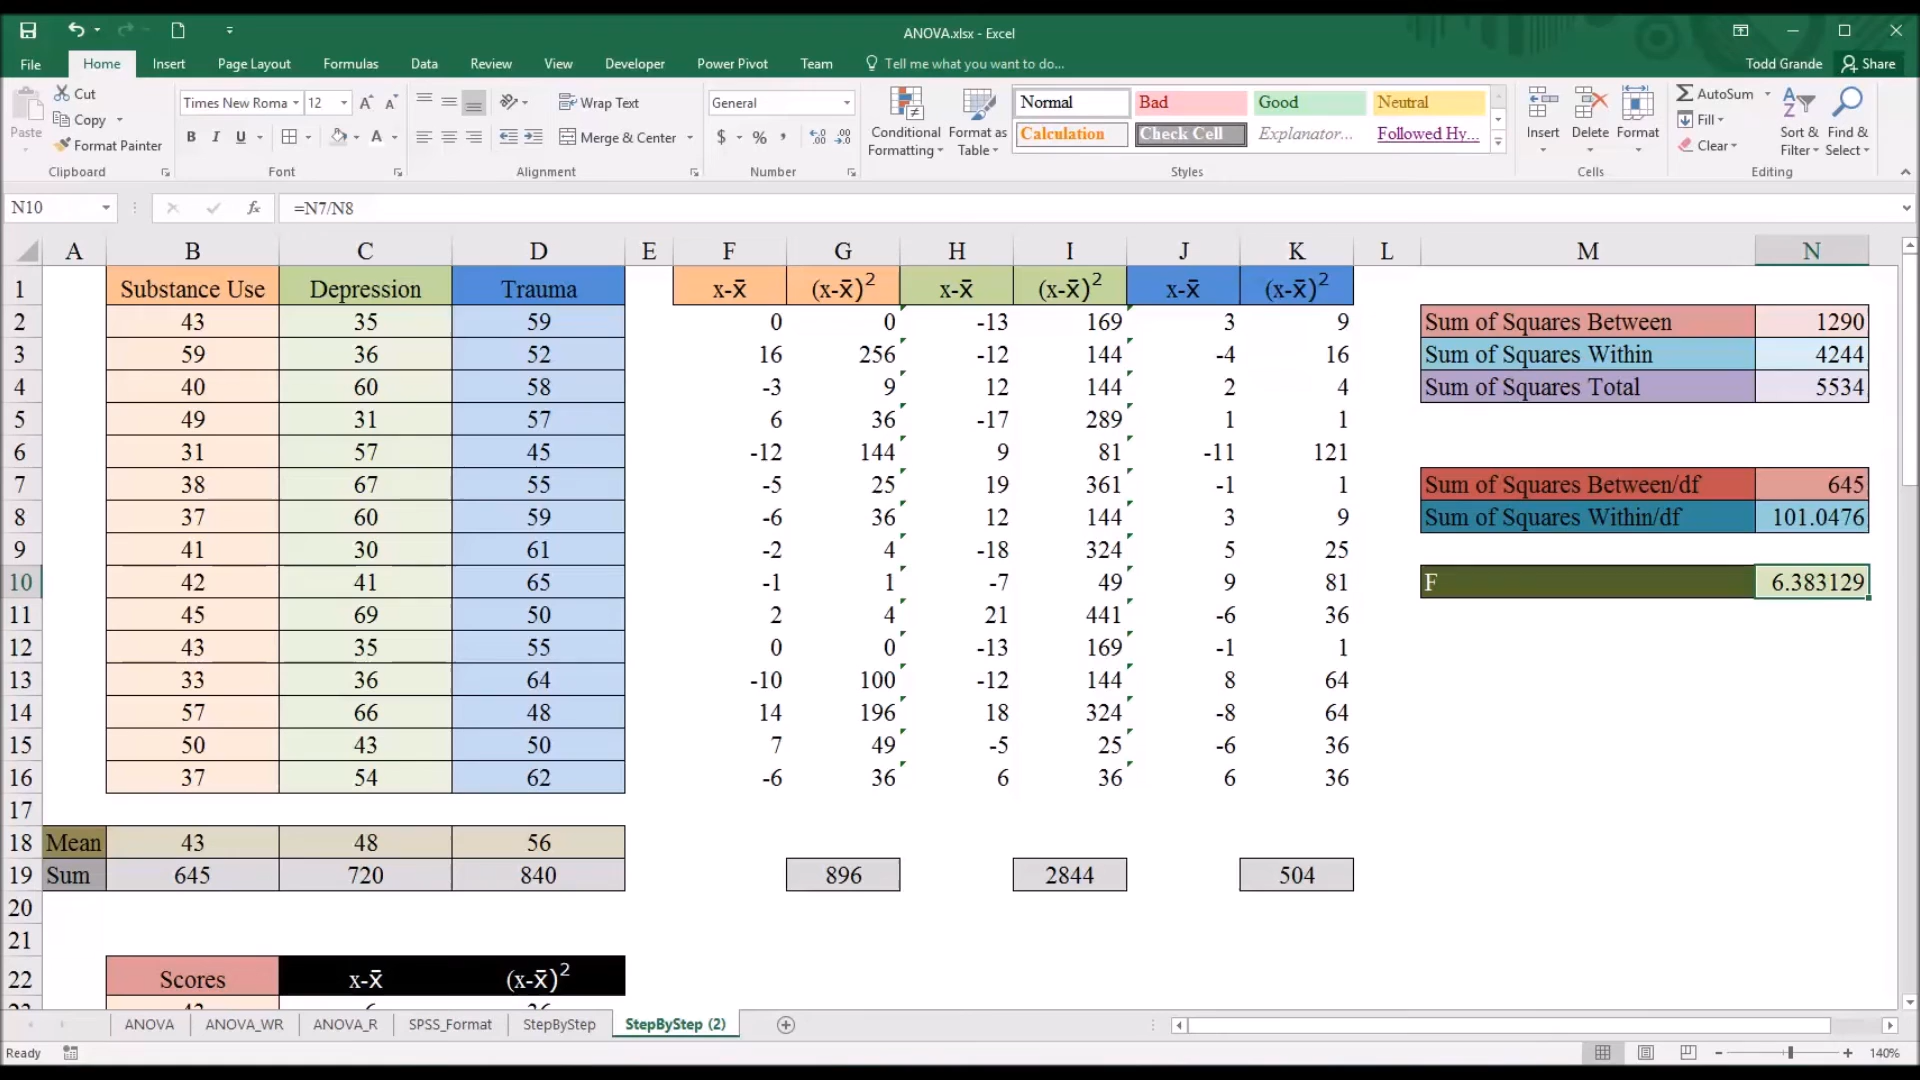 ANOVA.xlsx - Excel
File Home Insert Page Layout Formulas Data Review View Developer Power Pivot Team Tell me what you want to do... Todd Grande Share
Paste Cut Copy Format Painter Clipboard
Times New Roma 12 B I U A Font
Wrap Text Merge & Center Alignment
General $ % , Number
Conditional Formatting Format as Table
Normal Bad Good Neutral
Calculation Check Cell Explanator... Followed Hy...
Styles
Insert Delete Format Cells
AutoSum Fill Clear Sort & Filter Find & Select Editing
N10 fx =N7/N8
A B C D E F G H I J K L M N
1 Substance Use Depression Trauma x-x̄ (x-x̄)² x-x̄ (x-x̄)² x-x̄ (x-x̄)²
2 43 35 59 0 0 -13 169 3 9 Sum of Squares Between 1290
3 59 36 52 16 256 -12 144 -4 16 Sum of Squares Within 4244
4 40 60 58 -3 9 12 144 2 4 Sum of Squares Total 5534
5 49 31 57 6 36 -17 289 1 1
6 31 57 45 -12 144 9 81 -11 121
7 38 67 55 -5 25 19 361 -1 1 Sum of Squares Between/df 645
8 37 60 59 -6 36 12 144 3 9 Sum of Squares Within/df 101.0476
9 41 30 61 -2 4 -18 324 5 25
10 42 41 65 -1 1 -7 49 9 81 F 6.383129
11 45 69 50 2 4 21 441 -6 36
12 43 35 55 0 0 -13 169 -1 1
13 33 36 64 -10 100 -12 144 8 64
14 57 66 48 14 196 18 324 -8 64
15 50 43 50 7 49 -5 25 -6 36
16 37 54 62 -6 36 6 36 6 36
17
18 Mean 43 48 56
19 Sum 645 720 840 896 2844 504
20
21
22 Scores x-x̄ (x-x̄)²
ANOVA ANOVA_WR ANOVA_R SPSS_Format StepByStep StepByStep (2)
Ready 140%